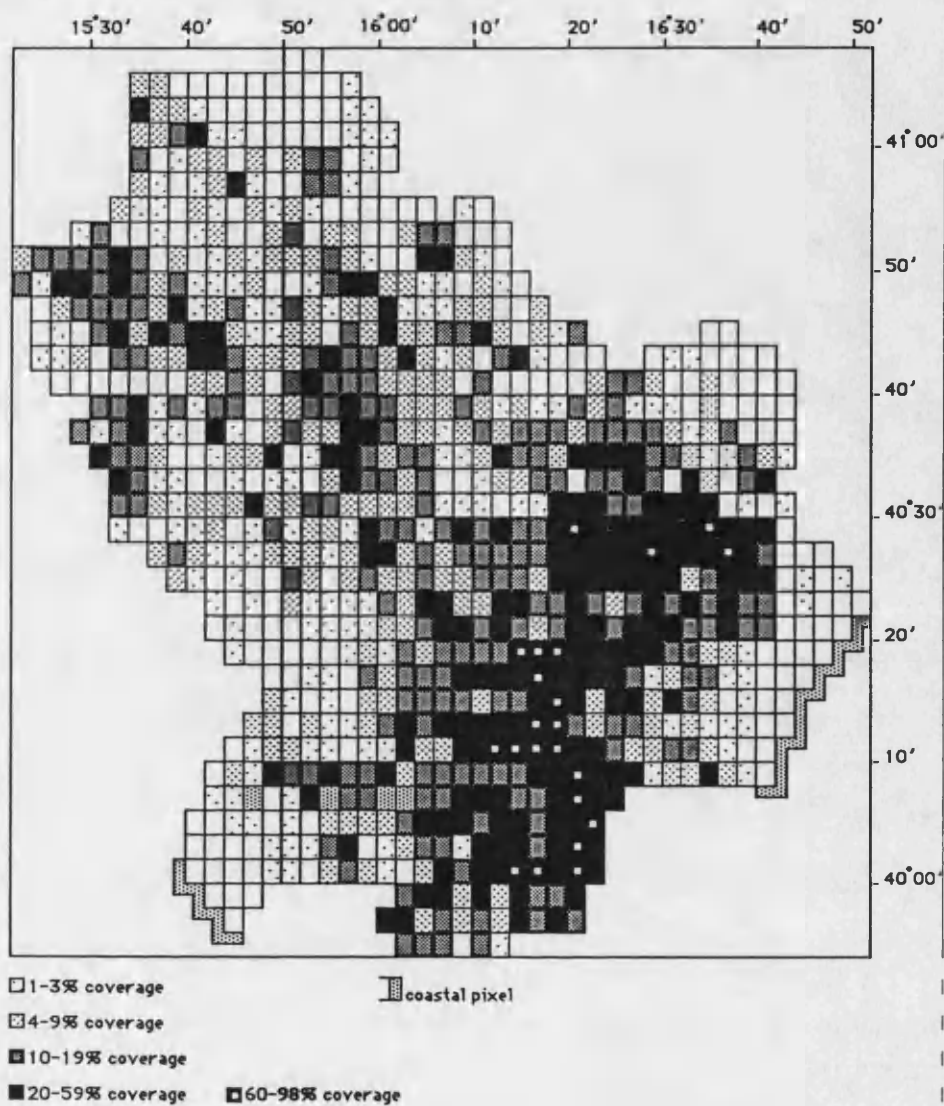 15°30′ 40′ 50′ 16°00′ 10′ 20′ 16°30′ 40′ 50′
41°00′
50′
40′
40°30′
20′
10′
40°00′
1-3% coverage
coastal pixel
4-9% coverage
10-19% coverage
20-59% coverage 60-98% coverage